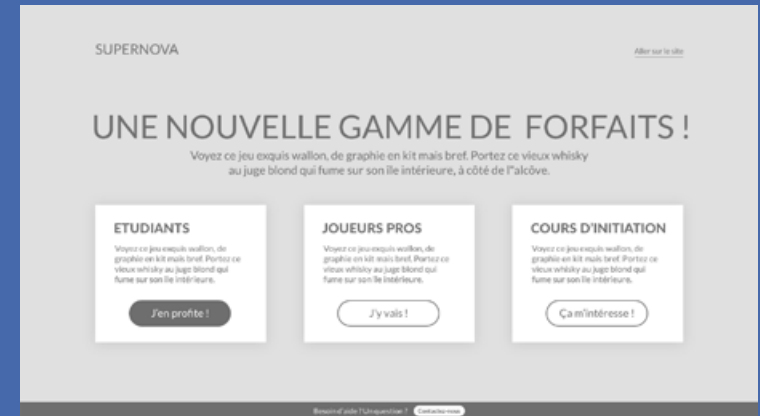 SUPERNOVA
Aller sur le site
UNE NOUVELLE GAMME DE FORFAITS !
Voyez ce jeu exquis wallon, de graphie en kit mais bref. Portez ce vieux whisky
au juge blond qui fume sur son île intérieure, à côté de l"alcôve.
ETUDIANTS
Voyez ce jeu exquis wallon, de
graphie en kit mais bref. Portez ce
vieux whisky au juge blond qui
fume sur son île intérieure.
J'en profite !
JOUEURS PROS
Voyez ce jeu exquis wallon, de
graphie en kit mais bref. Portez ce
vieux whisky au juge blond qui
fume sur son île intérieure.
J'y vais !
COURS D'INITIATION
Voyez ce jeu exquis wallon, de
graphie en kit mais bref. Portez ce
vieux whisky au juge blond qui
fume sur son île intérieure.
Ça m'intéresse !
Besoin d'aide ? Un question ? Contactez-nous